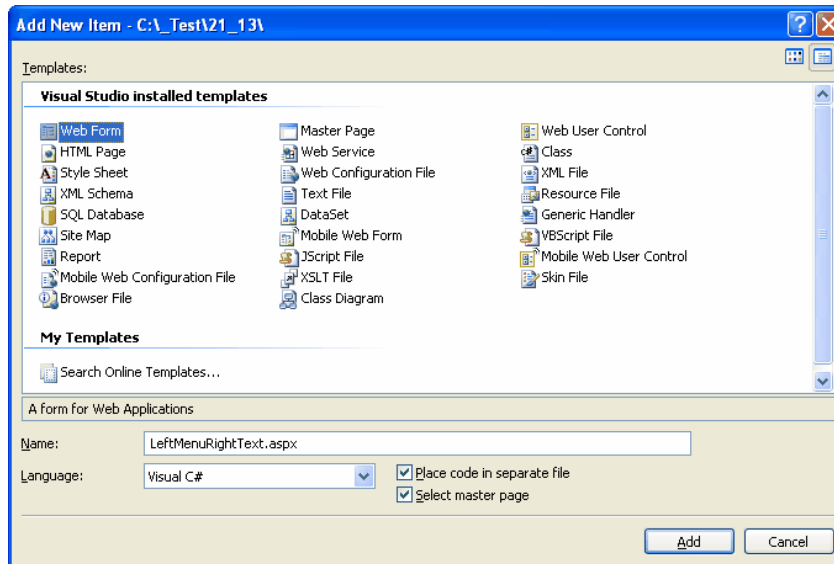 Add New Item - C:\_Test\21_13\
Templates:
Visual Studio installed templates
Web Form Master Page Web User Control
HTML Page Web Service Class
Style Sheet Web Configuration File XML File
XML Schema Text File Resource File
SQL Database DataSet Generic Handler
Site Map Mobile Web Form VBScript File
Report JScript File Mobile Web User Control
Mobile Web Configuration File XSLT File Skin File
Browser File Class Diagram
My Templates
Search Online Templates...
A form for Web Applications
Name: LeftMenuRightText.aspx
Language: Visual C# Place code in separate file
Select master page
Add Cancel